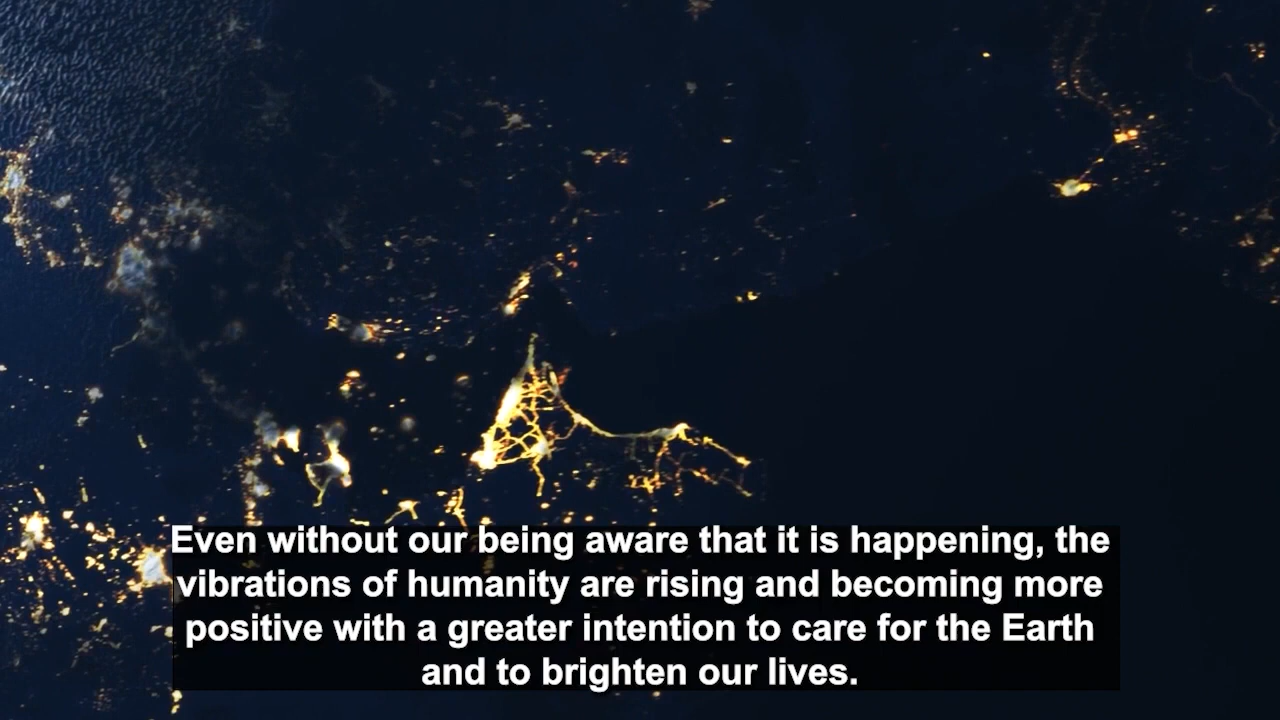 Even without our being aware that it is happening, the
vibrations of humanity are rising and becoming more
positive with a greater intention to care for the Earth
and to brighten our lives.